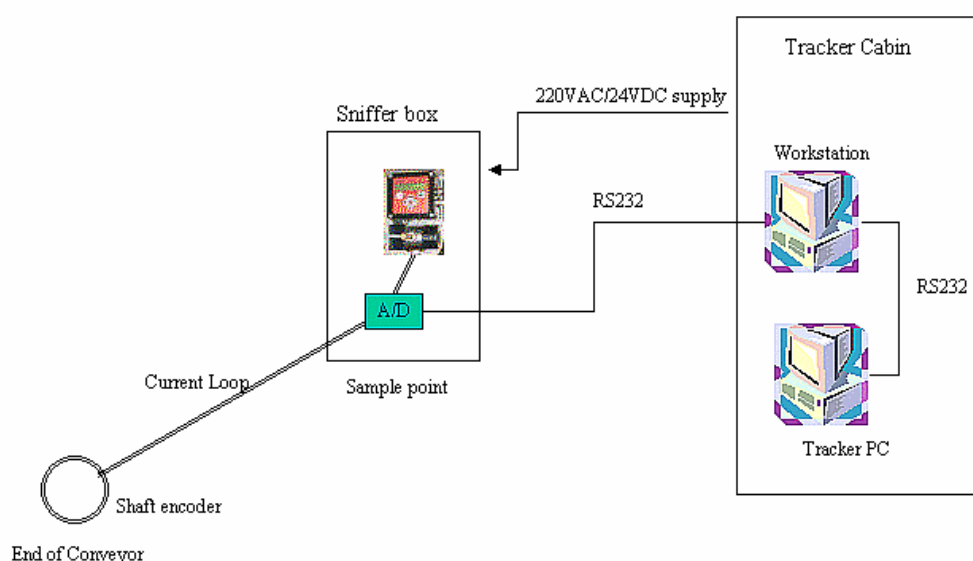 Tracker Cabin
220VAC/24VDC supply
Sniffer box
Workstation
RS232
RS232
A/D
Current Loop
Sample point
Tracker PC
Shaft encoder
End of Conveyor